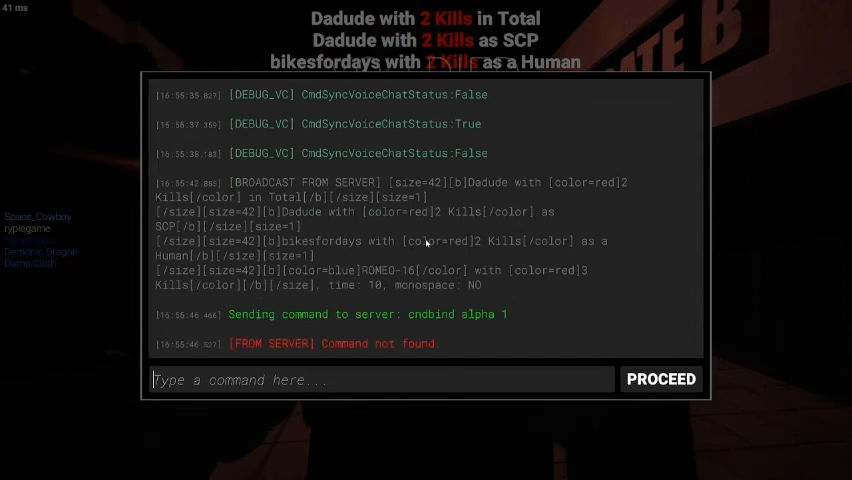 41 ms
Dadude with 2 Kills in Total
Dadude with 2 Kills as SCP
bikesfordays with 2 Kills as a Human
ATE B
[16:55:35.827] [DEBUG_VC] CmdSyncVoiceChatStatus:False
[16:55:37.359] [DEBUG_VC] CmdSyncVoiceChatStatus:True
[16:55:38.183] [DEBUG_VC] CmdSyncVoiceChatStatus:False
[16:55:42.865] [BROADCAST FROM SERVER] [size=42][b]Dadude with [color=red]2
Kills[/color] in Total[/b][/size][size=1]
[/size][size=42][b]Dadude with [color=red]2 Kills[/color] as
SCP[/b][/size][size=1]
[/size][size=42][b]bikesfordays with [color=red]2 Kills[/color] as a
Human[/b][/size][size=1]
[/size][size=42][b][color=blue]ROMEO-16[/color] with [color=red]3
Kills[/color][/b][/size], time: 10, monospace: NO
[16:55:46.466] Sending command to server: cndbind alpha 1
[16:55:46.527] [FROM SERVER] Command not found.
Type a command here...
PROCEED
Space_Cowboy
rypiegame
Demonic Dragon
Damp Cloth